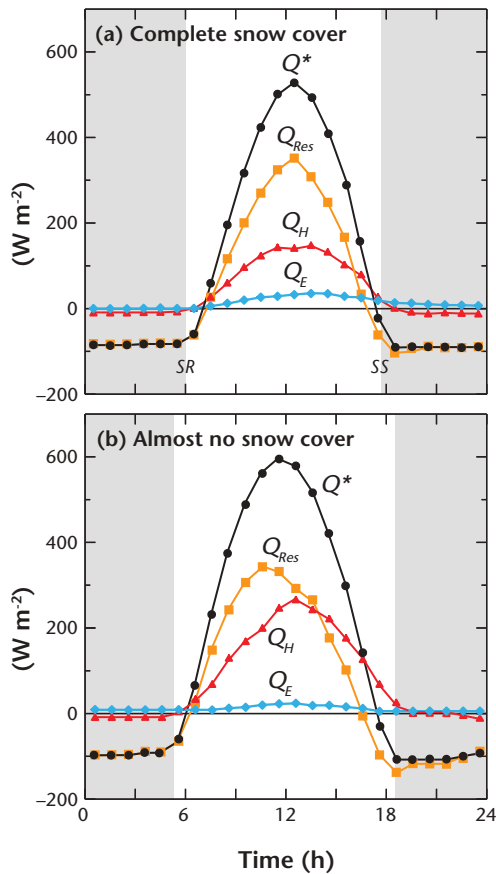 (a) Complete snow cover
Q*
Q_Res
Q_H
Q_E
SR
SS
600
400
200
0
−200
(W m⁻²)
(b) Almost no snow cover
Q*
Q_Res
Q_H
Q_E
600
400
200
0
−200
(W m⁻²)
0
6
12
18
24
Time (h)